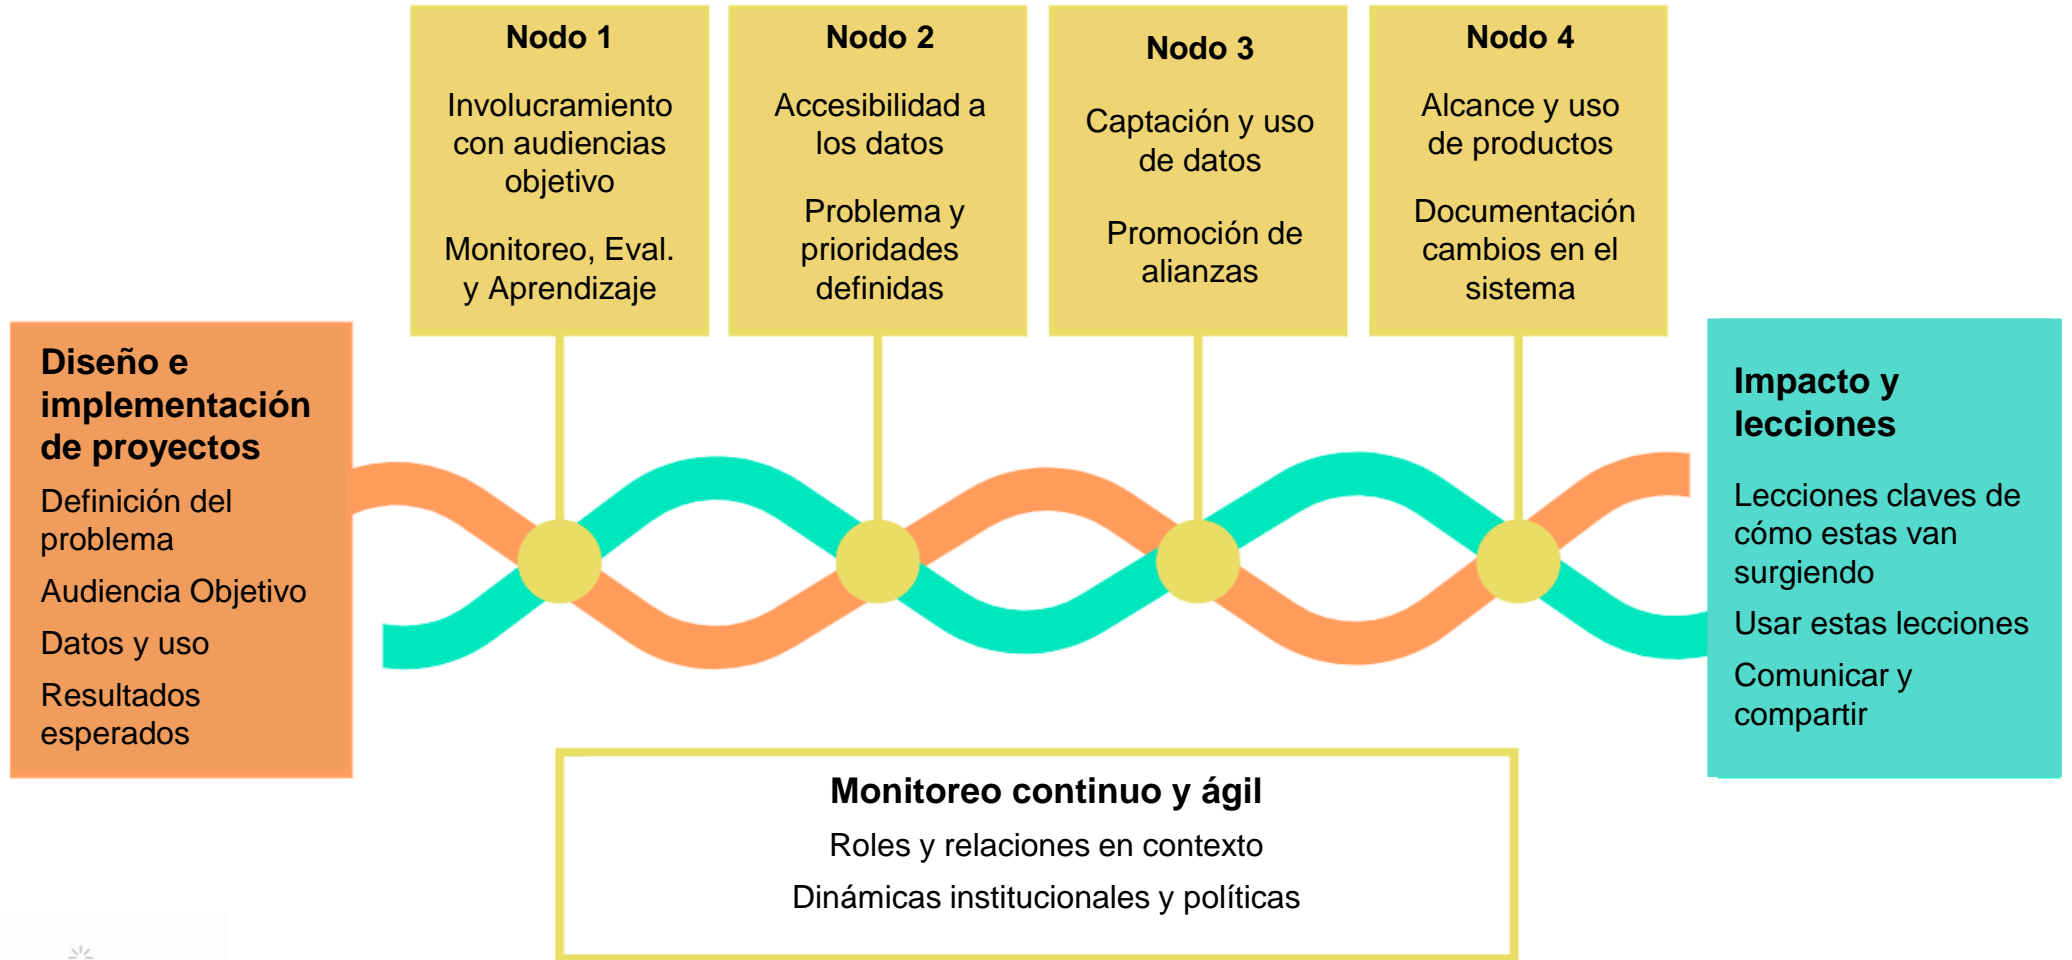 Nodo 1
Involucramiento
con audiencias
objetivo
Monitoreo, Eval.
y Aprendizaje
Nodo 2
Accesibilidad a
los datos
Problema y
prioridades
definidas
Nodo 3
Captación y uso
de datos
Promoción de
alianzas
Nodo 4
Alcance y uso
de productos
Documentación
cambios en el
sistema
Diseño e
implementación
de proyectos
Definición del
problema
Audiencia Objetivo
Datos y uso
Resultados
esperados
Impacto y
lecciones
Lecciones claves de
cómo estas van
surgiendo
Usar estas lecciones
Comunicar y
compartir
Monitoreo continuo y ágil
Roles y relaciones en contexto
Dinámicas institucionales y políticas